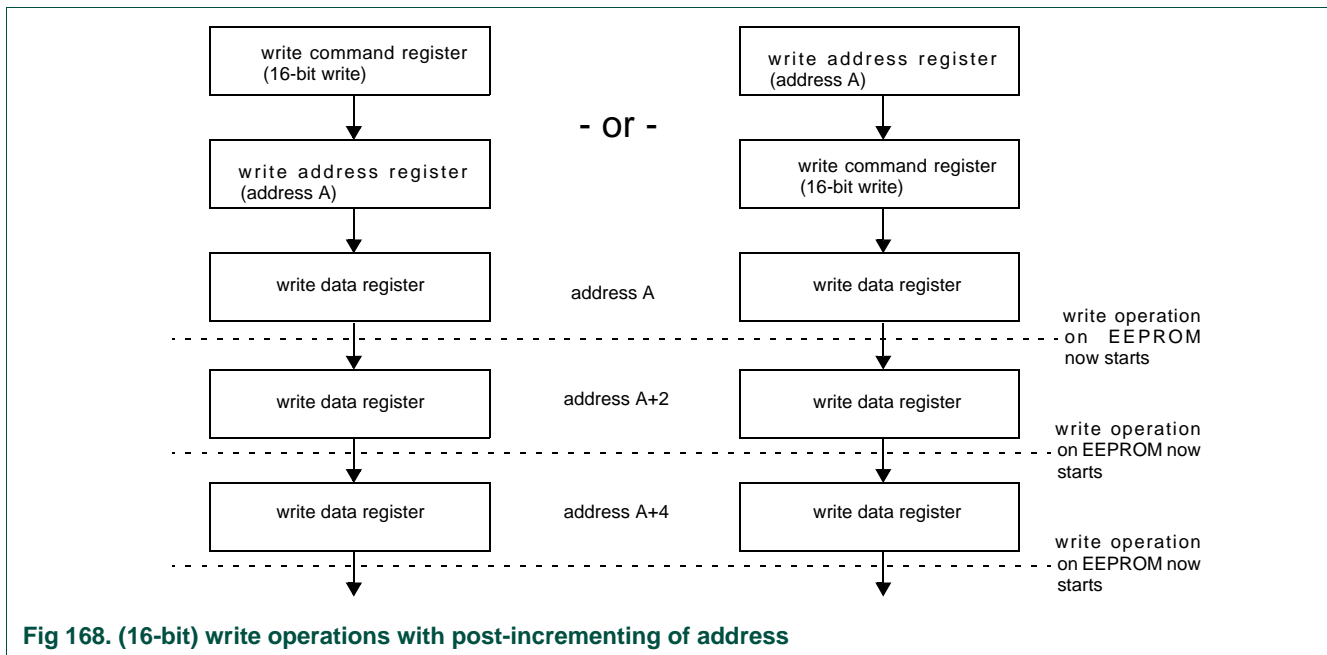 write command register
(16-bit write)
write address register
(address A)
- or -
write address register
(address A)
write command register
(16-bit write)
write data register
address A
write data register
write operation
on EEPROM
now starts
write data register
address A+2
write data register
write operation
on EEPROM now
starts
write data register
address A+4
write data register
write operation
on EEPROM now
starts
Fig 168. (16-bit) write operations with post-incrementing of address